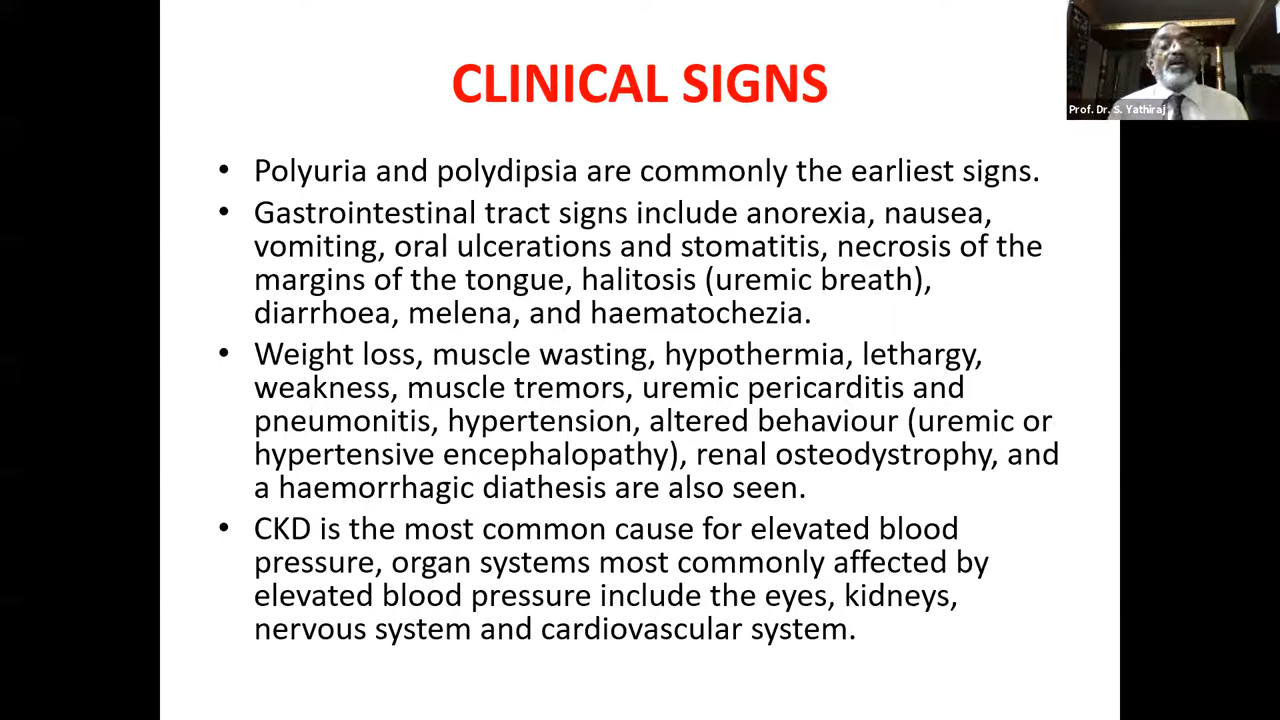 CLINICAL SIGNS
Prof. Dr. S. Yathiraj
• Polyuria and polydipsia are commonly the earliest signs.
• Gastrointestinal tract signs include anorexia, nausea,
vomiting, oral ulcerations and stomatitis, necrosis of the
margins of the tongue, halitosis (uremic breath),
diarrhoea, melena, and haematochezia.
• Weight loss, muscle wasting, hypothermia, lethargy,
weakness, muscle tremors, uremic pericarditis and
pneumonitis, hypertension, altered behaviour (uremic or
hypertensive encephalopathy), renal osteodystrophy, and
a haemorrhagic diathesis are also seen.
• CKD is the most common cause for elevated blood
pressure, organ systems most commonly affected by
elevated blood pressure include the eyes, kidneys,
nervous system and cardiovascular system.